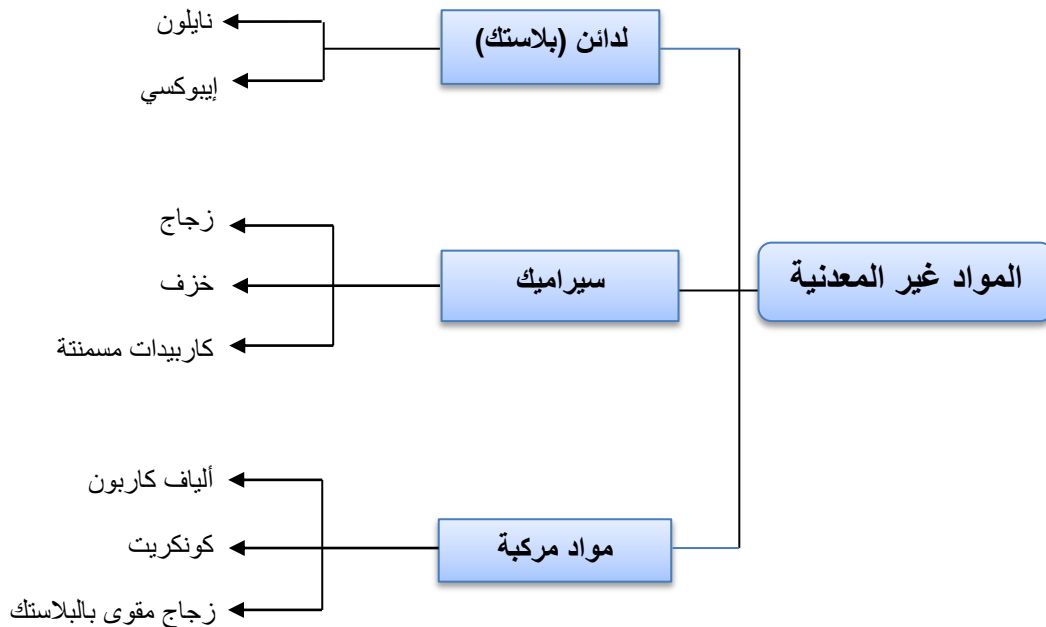 المواد غير المعدنية
لدائن (بلاستك)
نايلون
إيبوكسي
سيراميك
زجاج
خزف
كاربيدات مسمنتة
مواد مركبة
ألياف كاربون
كونكريت
زجاج مقوى بالبلاستك